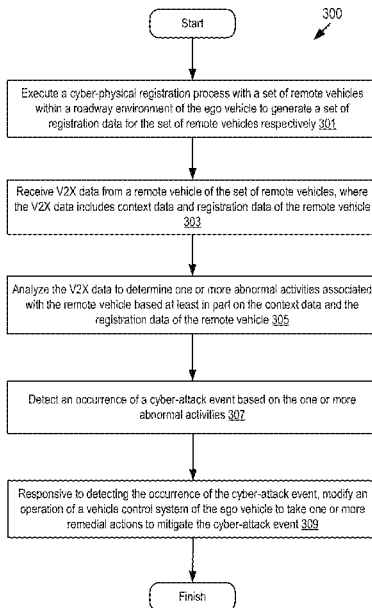 Start
300
Execute a cyber-physical registration process with a set of remote vehicles
within a roadway environment of the ego vehicle to generate a set of
registration data for the set of remote vehicles respectively 301
Receive V2X data from a remote vehicle of the set of remote vehicles, where
the V2X data includes context data and registration data of the remote vehicle
303
Analyze the V2X data to determine one or more abnormal activities associated
with the remote vehicle based at least in part on the context data and the
registration data of the remote vehicle 305
Detect an occurrence of a cyber-attack event based on the one or more
abnormal activities 307
Responsive to detecting the occurrence of the cyber-attack event, modify an
operation of a vehicle control system of the ego vehicle to take one or more
remedial actions to mitigate the cyber-attack event 309
Finish